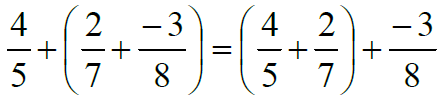 4/5 + (2/7 + −3/8) = (4/5 + 2/7) + −3/8